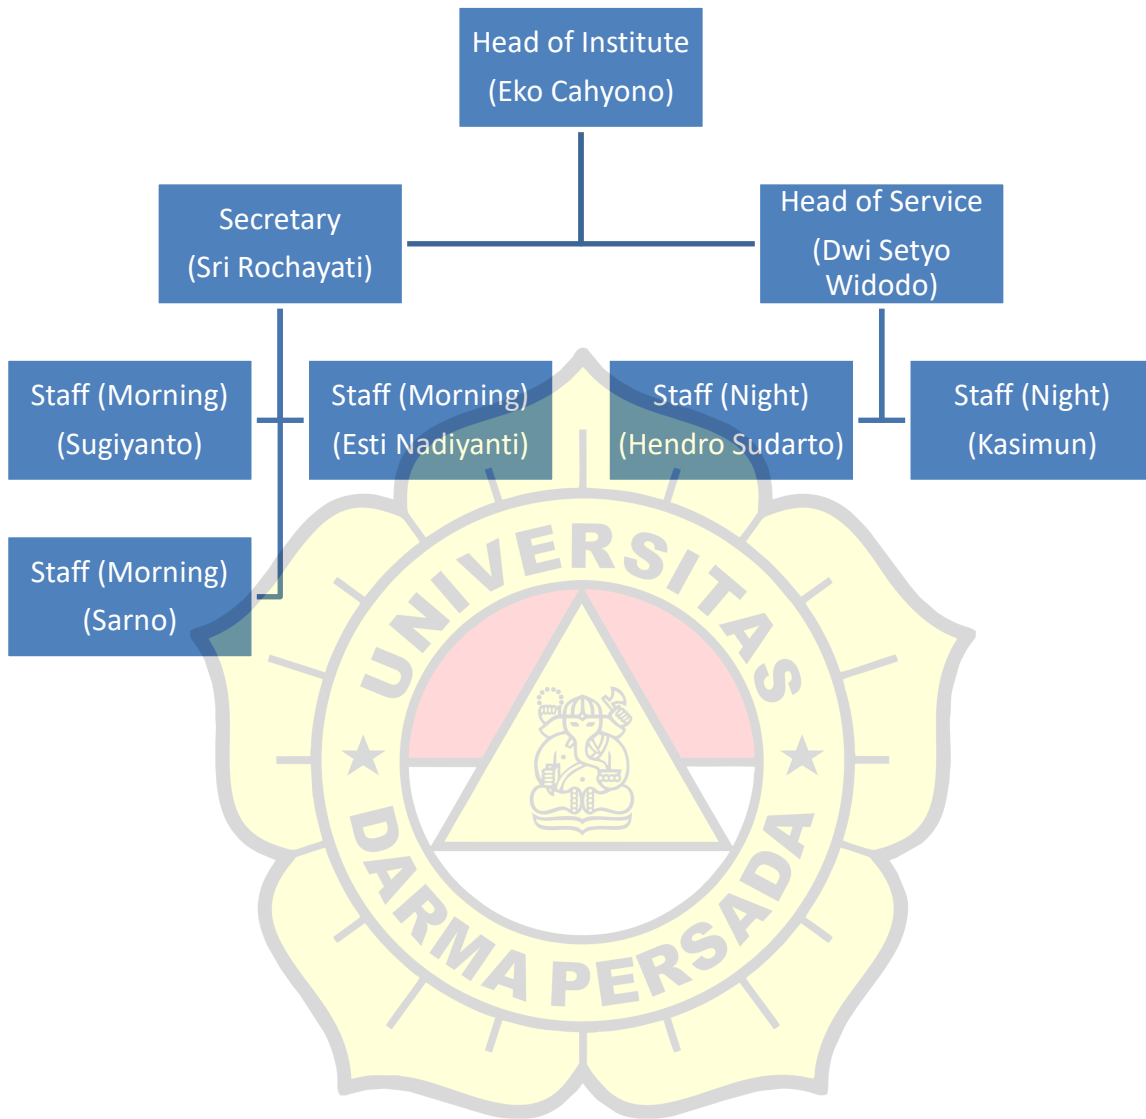 Head of Institute
(Eko Cahyono)
Secretary
(Sri Rochayati)
Head of Service
(Dwi Setyo
Widodo)
Staff (Morning)
(Sugiyanto)
Staff (Morning)
(Esti Nadiyanti)
Staff (Night)
(Hendro Sudarto)
Staff (Night)
(Kasimun)
Staff (Morning)
(Sarno)
UNIVERSITAS
DARMA PERSADA